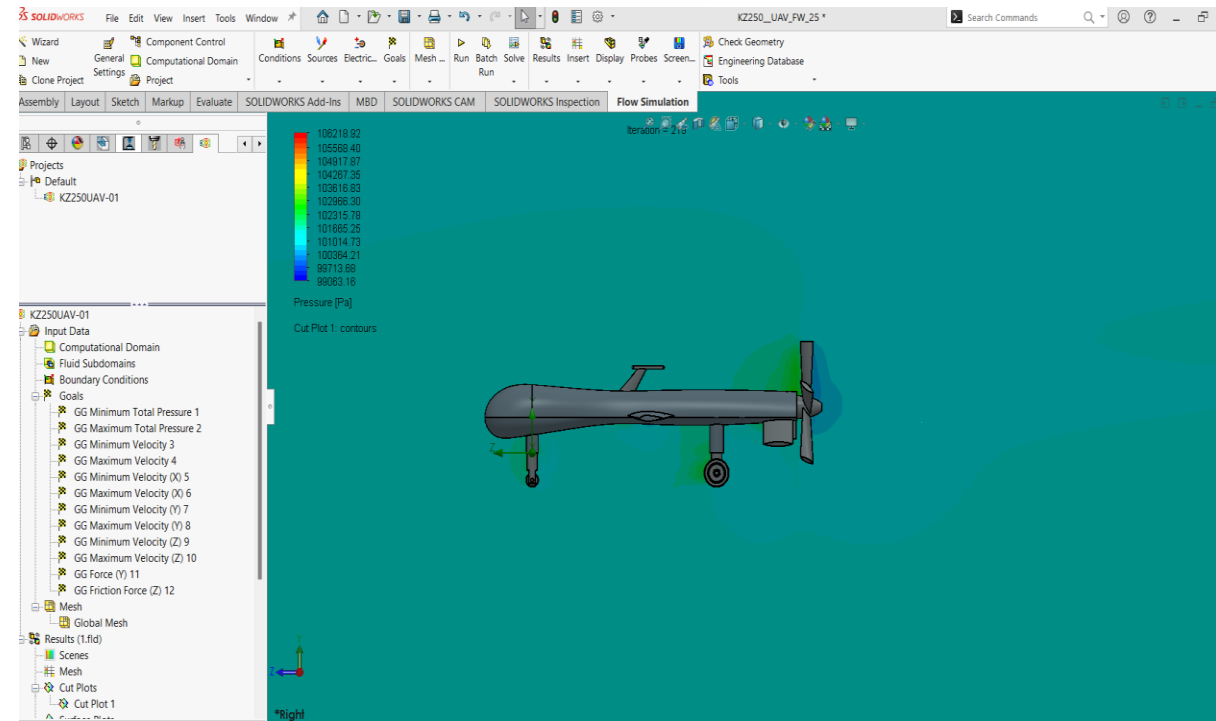 SOLIDWORKS File Edit View Insert Tools Window KZ250__UAV_FW_25 * Search Commands
Wizard Component Control Conditions Sources Electric... Goals Mesh ... Run Batch Run Solve Results Insert Display Probes Screen... Check Geometry
New General Settings Computational Domain Engineering Database
Clone Project Project Tools
Assembly Layout Sketch Markup Evaluate SOLIDWORKS Add-Ins MBD SOLIDWORKS CAM SOLIDWORKS Inspection Flow Simulation
Projects
Default
KZ250UAV-01
106218.92
105568.40
104917.87
104267.35
103616.83
102966.30
102315.78
101665.25
101014.73
100364.21
99713.68
99063.16
Pressure [Pa]
Cut Plot 1: contours
KZ250UAV-01
Input Data
Computational Domain
Fluid Subdomains
Boundary Conditions
Goals
GG Minimum Total Pressure 1
GG Maximum Total Pressure 2
GG Minimum Velocity 3
GG Maximum Velocity 4
GG Minimum Velocity (X) 5
GG Maximum Velocity (X) 6
GG Minimum Velocity (Y) 7
GG Maximum Velocity (Y) 8
GG Minimum Velocity (Z) 9
GG Maximum Velocity (Z) 10
GG Force (Y) 11
GG Friction Force (Z) 12
Mesh
Global Mesh
Results (1.fld)
Scenes
Mesh
Cut Plots
Cut Plot 1
Z
Z
*Right